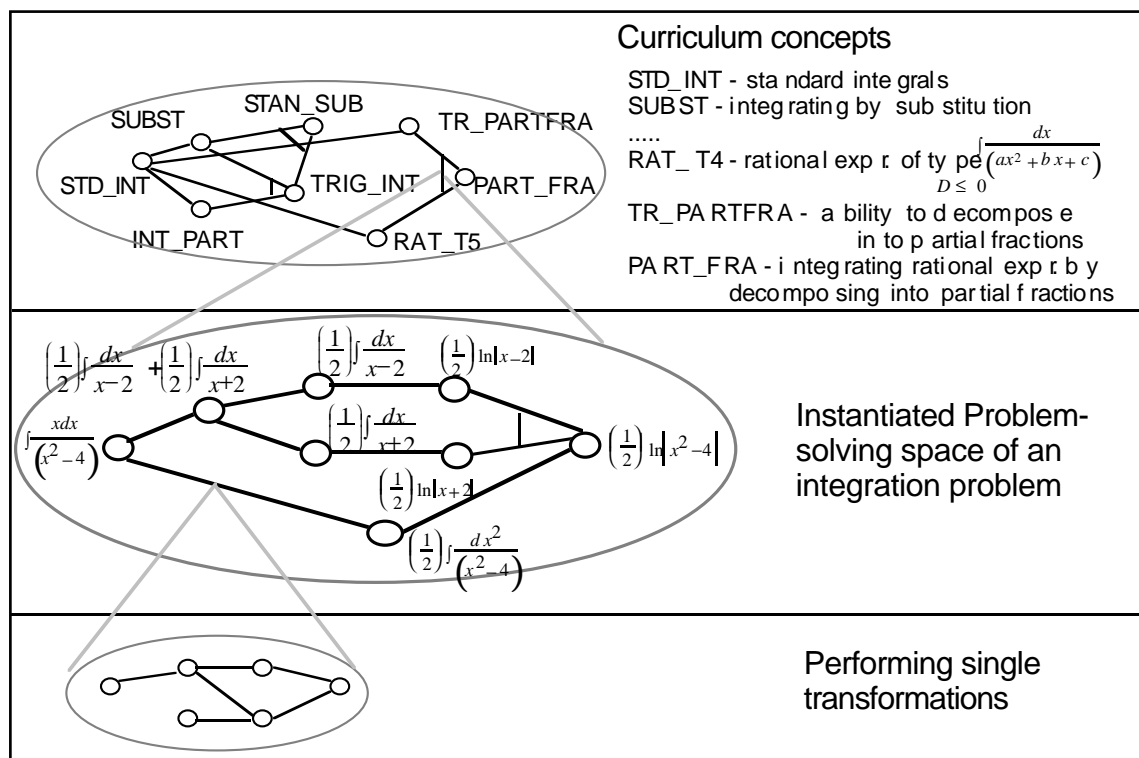 Curriculum concepts
STD_INT - standard integrals
SUBST - integrating by substitution
.....
RAT_T4 - rational expr. of type ∫ dx / (ax² + bx + c)
D ≤ 0
TR_PARTFRA - ability to decompose
into partial fractions
PART_FRA - integrating rational expr. by
decomposing into partial fractions
STAN_SUB
SUBST
TR_PARTFRA
STD_INT
TRIG_INT
PART_FRA
INT_PART
RAT_T5
(1/2) ∫ dx/(x−2) + (1/2) ∫ dx/(x+2)
(1/2) ∫ dx/(x−2)
(1/2) ln|x−2|
∫ xdx/(x²−4)
(1/2) ∫ dx/(x+2)
(1/2) ln|x²−4|
(1/2) ln|x+2|
(1/2) ∫ dx²/(x²−4)
Instantiated Problem-
solving space of an
integration problem
Performing single
transformations